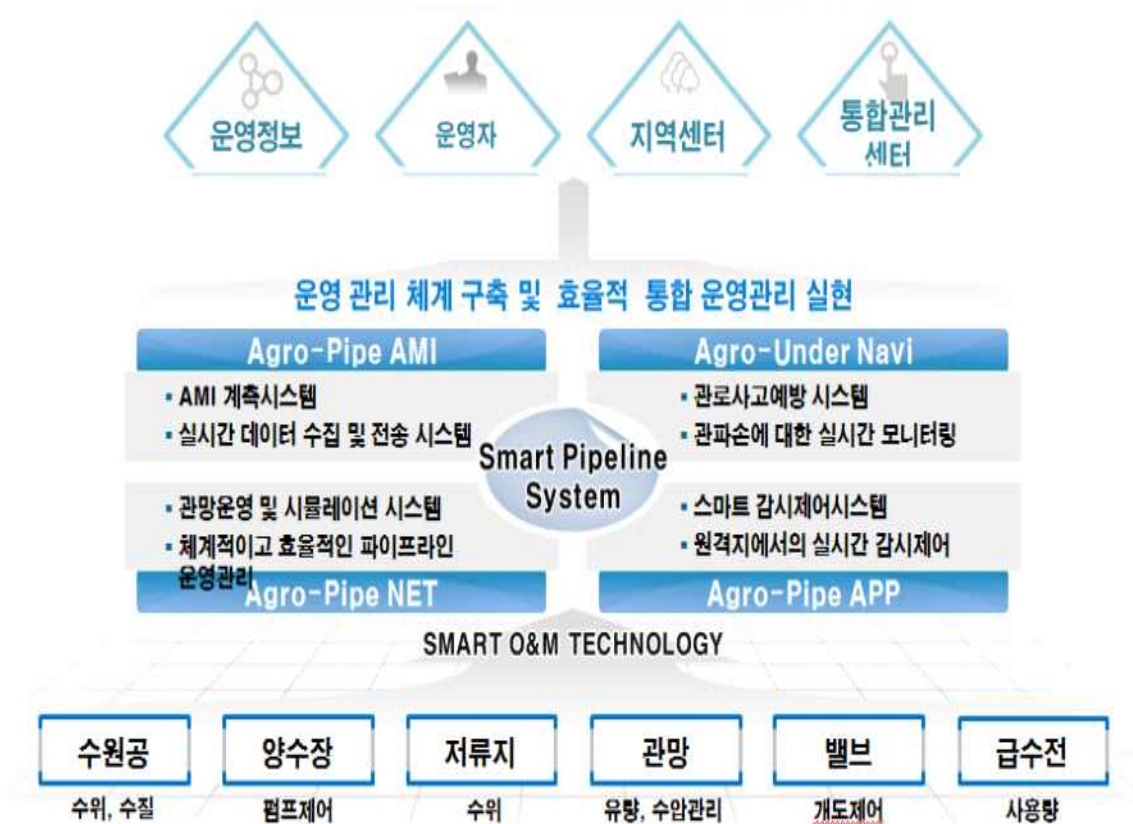 운영정보
운영자
지역센터
통합관리
센터
운영 관리 체계 구축 및 효율적 통합 운영관리 실현
Agro-Pipe AMI
▪ AMI 계측시스템
▪ 실시간 데이터 수집 및 전송 시스템
Agro-Under Navi
▪ 관로사고예방 시스템
▪ 관파손에 대한 실시간 모니터링
Smart Pipeline
System
▪ 관망운영 및 시뮬레이션 시스템
▪ 체계적이고 효율적인 파이프라인
운영관리
Agro-Pipe NET
▪ 스마트 감시제어시스템
▪ 원격지에서의 실시간 감시제어
Agro-Pipe APP
SMART O&M TECHNOLOGY
수원공
양수장
저류지
관망
밸브
급수전
수위, 수질
펌프제어
수위
유량, 수압관리
개도제어
사용량